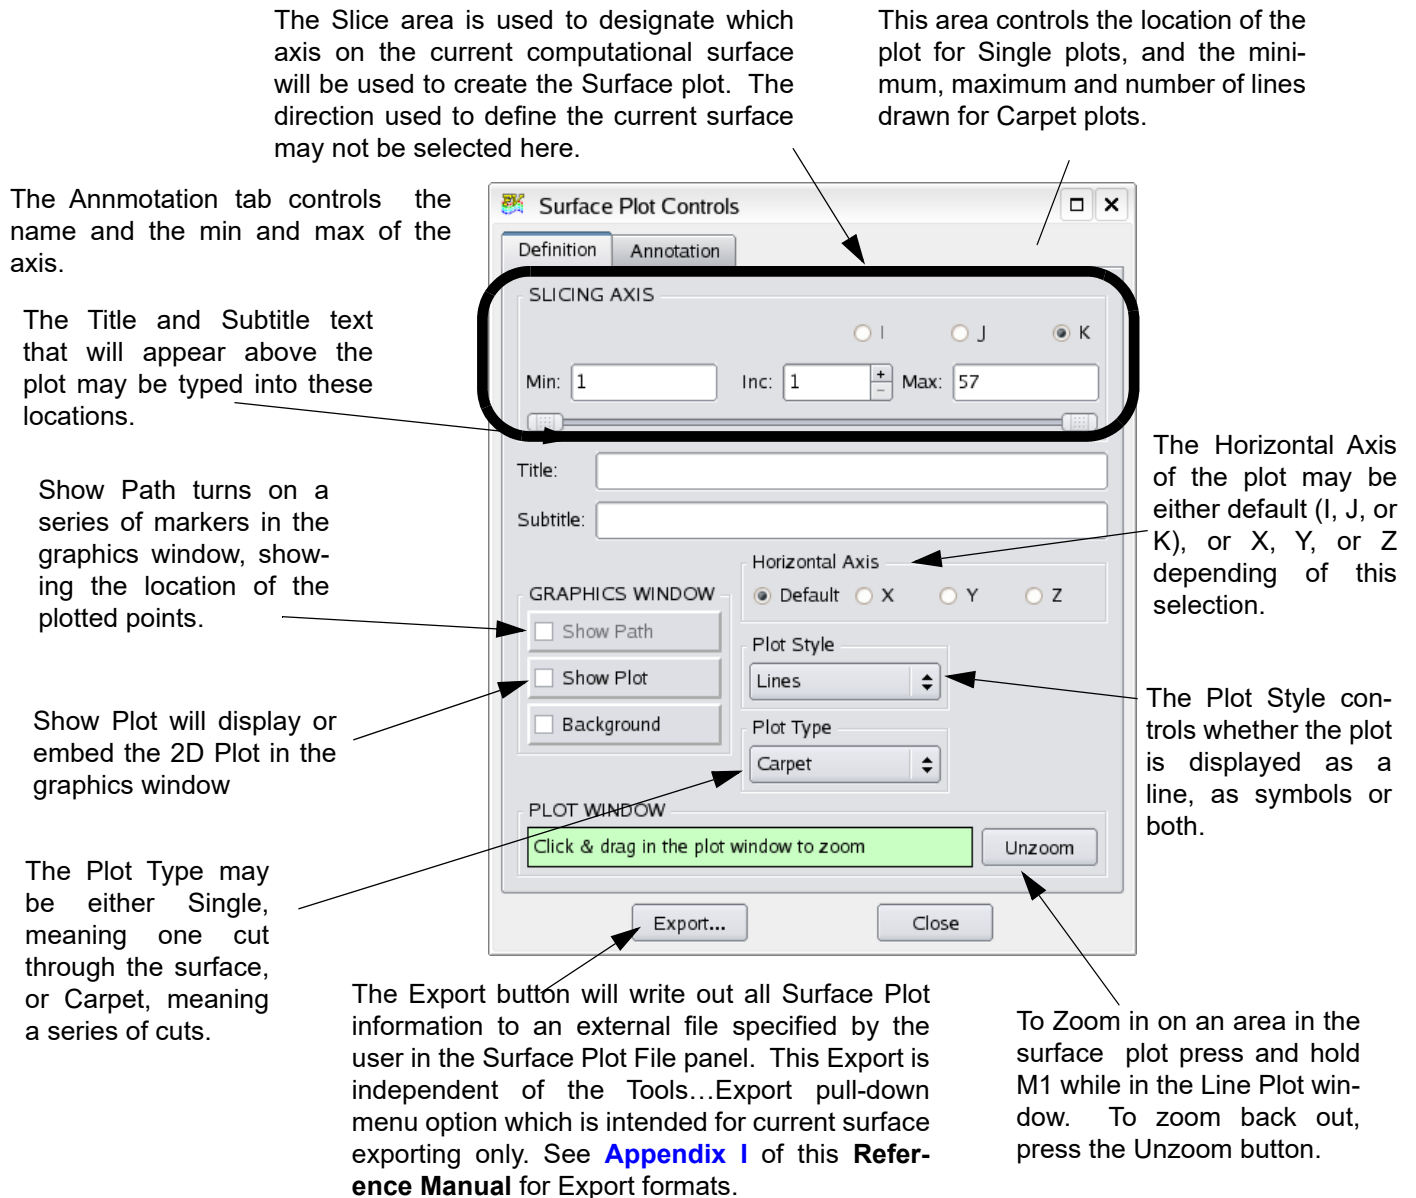 The Slice area is used to designate which
axis on the current computational surface
will be used to create the Surface plot.  The
direction used to define the current surface
may not be selected here.
This area controls the location of the
plot for Single plots, and the mini-
mum, maximum and number of lines
drawn for Carpet plots.
The Annmotation tab controls the
name and the min and max of the
axis.
The Title and Subtitle text
that will appear above the
plot may be typed into these
locations.
Show Path turns on a
series of markers in the
graphics window, show-
ing the location of the
plotted points.
Show Plot will display or
embed the 2D Plot in the
graphics window
The Plot Type may
be either Single,
meaning one cut
through the surface,
or Carpet, meaning
a series of cuts.
Surface Plot Controls
Definition Annotation
SLICING AXIS
I J K
Min: 1 Inc: 1 + − Max: 57
Title:
Subtitle:
Horizontal Axis
Default X Y Z
GRAPHICS WINDOW
Show Path
Show Plot
Background
Plot Style
Lines
Plot Type
Carpet
PLOT WINDOW
Click & drag in the plot window to zoom Unzoom
Export... Close
The Horizontal Axis
of the plot may be
either default (I, J, or
K), or X, Y, or Z
depending of this
selection.
The Plot Style con-
trols whether the plot
is displayed as a
line, as symbols or
both.
The Export button will write out all Surface Plot
information to an external file specified by the
user in the Surface Plot File panel.  This Export is
independent of the Tools…Export pull-down
menu option which is intended for current surface
exporting only. See Appendix I of this Refer-
ence Manual for Export formats.
To Zoom in on an area in the
surface plot press and hold
M1 while in the Line Plot win-
dow.  To zoom back out,
press the Unzoom button.